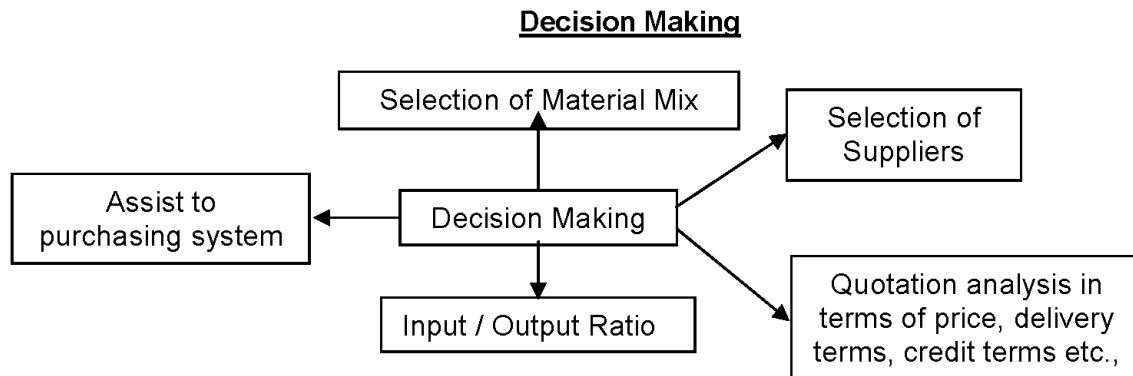 Decision Making
Selection of Material Mix
Selection of
Suppliers
Assist to
purchasing system
Decision Making
Input / Output Ratio
Quotation analysis in
terms of price, delivery
terms, credit terms etc.,